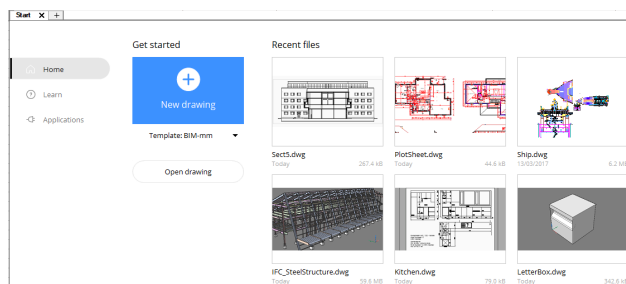 Start X +
Get started
Recent files
Home
Learn
Applications
New drawing
Template: BIM-mm
Open drawing
Sect5.dwg
Today 267.4 kB
PlotSheet.dwg
Today 44.6 kB
Ship.dwg
15/03/2017 6.2 ME
IFC_SteelStructure.dwg
Today 59.6 MB
Kitchen.dwg
Today 79.0 kB
LetterBox.dwg
Today 342.6 kB